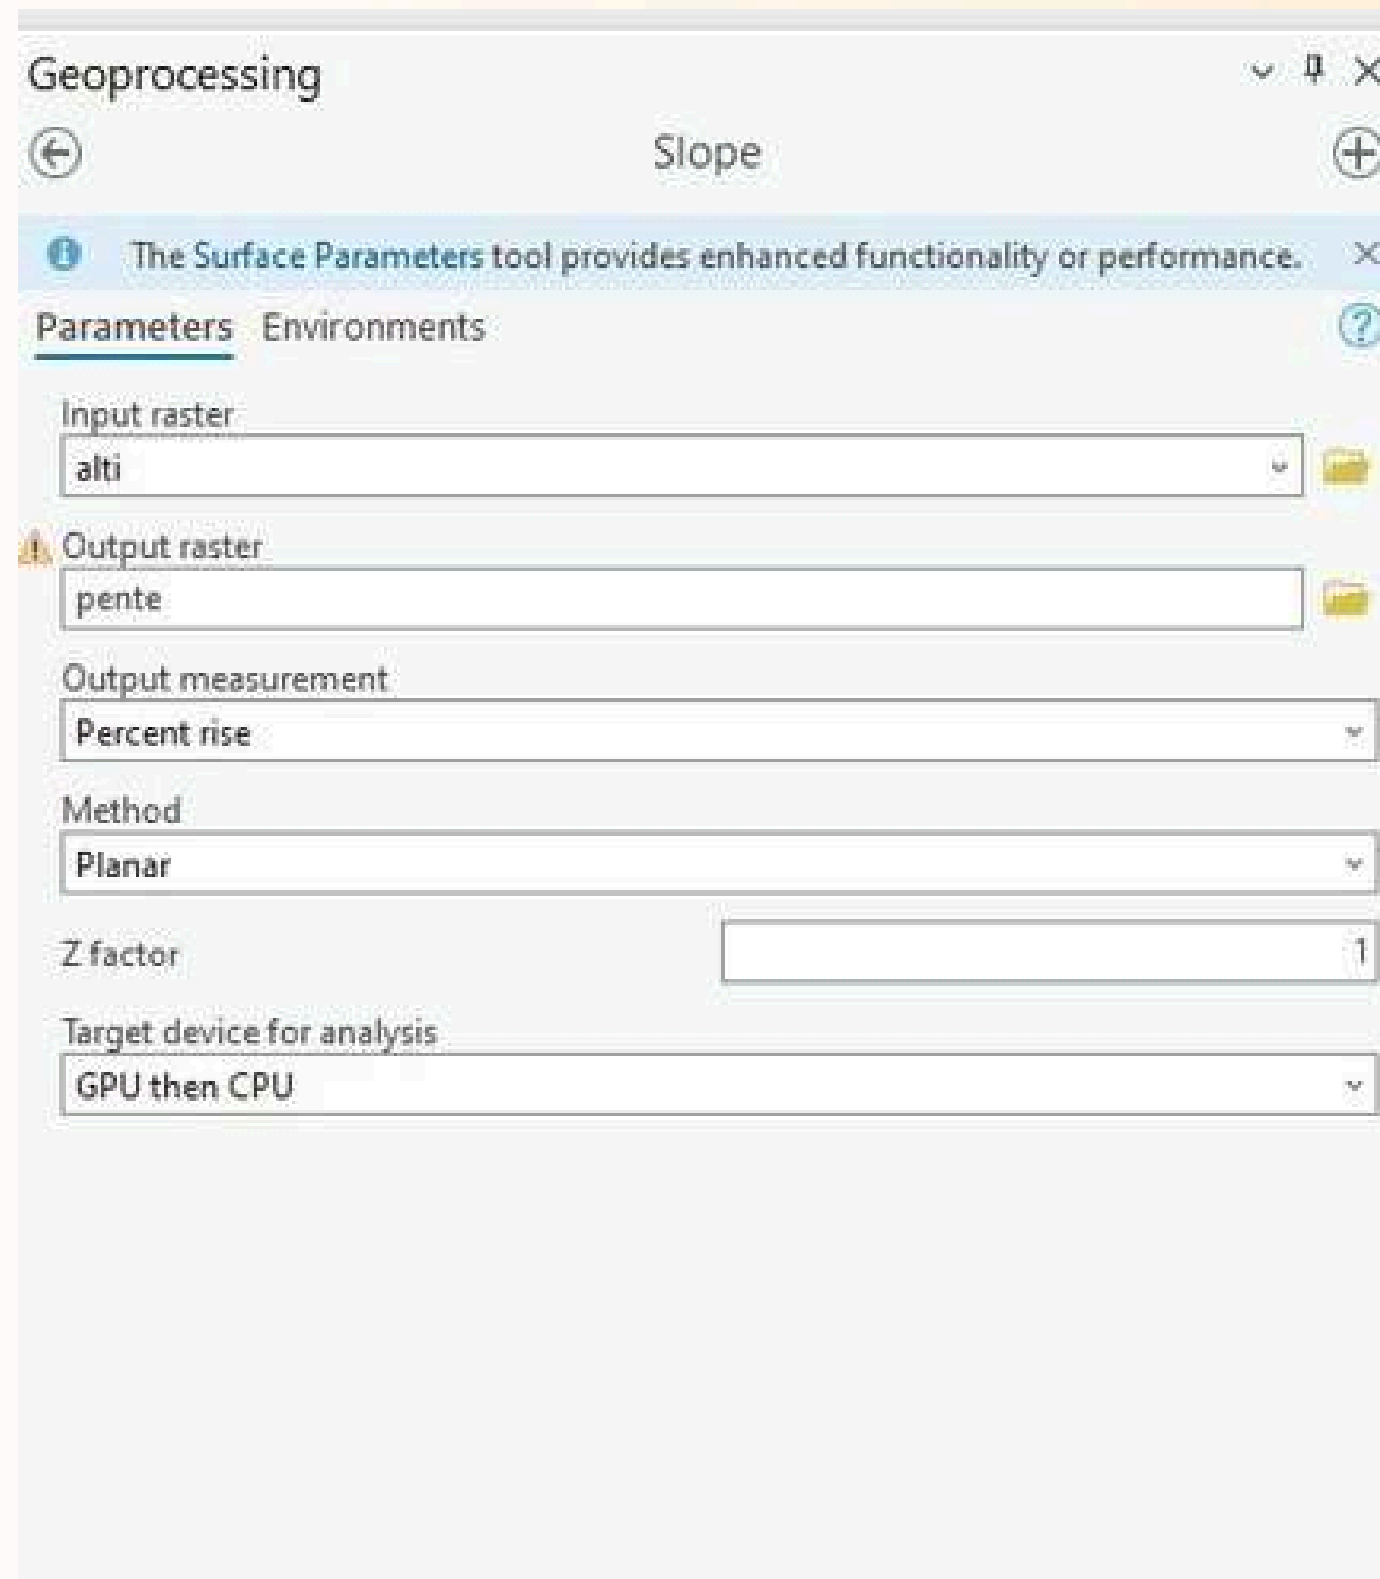 Geoprocessing
Slope
The Surface Parameters tool provides enhanced functionality or performance.
Parameters Environments
Input raster
alti
Output raster
pente
Output measurement
Percent rise
Method
Planar
Z factor 1
Target device for analysis
GPU then CPU